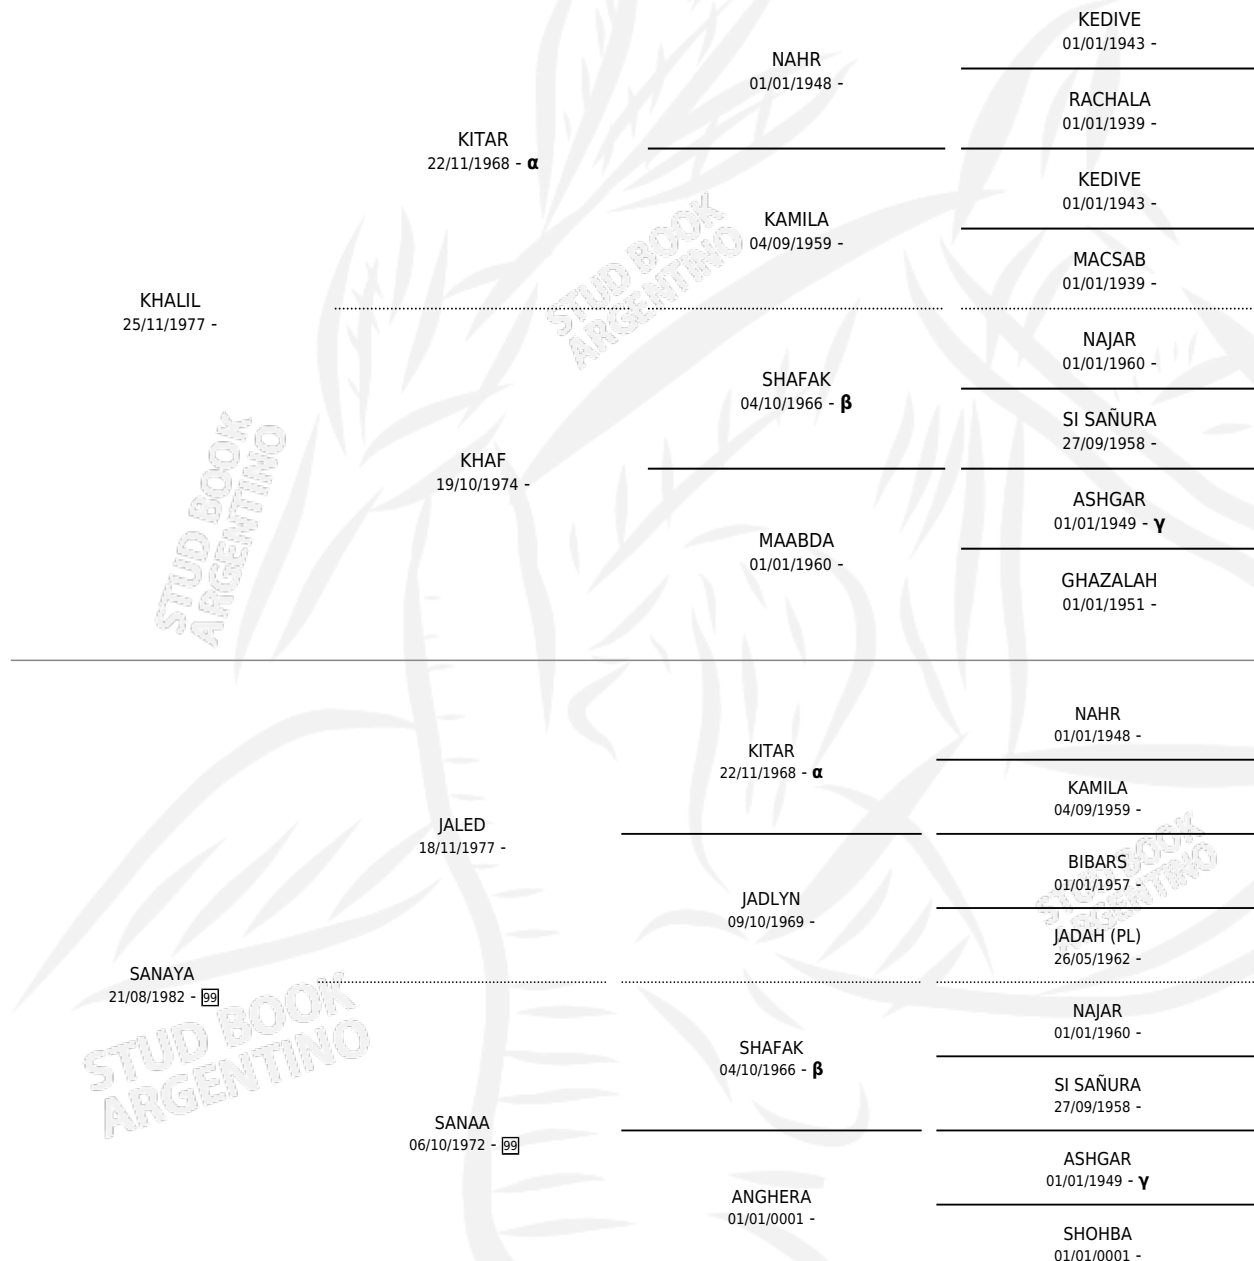 KEDIVE
01/01/1943 -
NAHR
01/01/1948 -
RACHALA
01/01/1939 -
KITAR
22/11/1968 - α
KEDIVE
01/01/1943 -
KAMILA
04/09/1959 -
MACSAB
01/01/1939 -
KHALIL
25/11/1977 -
NAJAR
01/01/1960 -
SHAFAK
04/10/1966 - β
SI SAÑURA
27/09/1958 -
KHAF
19/10/1974 -
ASHGAR
01/01/1949 - γ
MAABDA
01/01/1960 -
GHAZALAH
01/01/1951 -
STUD BOOK
ARGENTINO
STUD BOOK
ARGENTINO
NAHR
01/01/1948 -
KITAR
22/11/1968 - α
KAMILA
04/09/1959 -
JALED
18/11/1977 -
BIBARS
01/01/1957 -
JADLYN
09/10/1969 -
JADAH (PL)
26/05/1962 -
SANAYA
21/08/1982 - 99
NAJAR
01/01/1960 -
SHAFAK
04/10/1966 - β
SI SAÑURA
27/09/1958 -
SANAA
06/10/1972 - 99
ASHGAR
01/01/1949 - γ
ANGHERA
01/01/0001 -
SHOHBA
01/01/0001 -
STUD BOOK
ARGENTINO
STUD BOOK
ARGENTINO